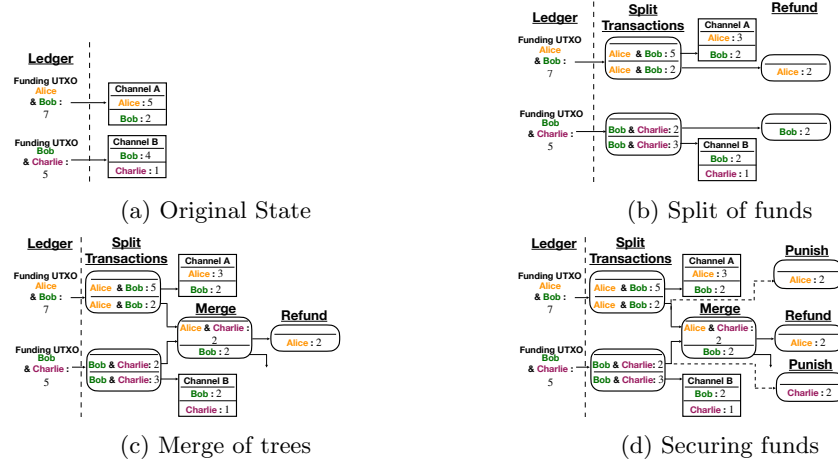 Ledger
Funding UTXO
Alice
& Bob :
7
Channel A
Alice : 5
Bob : 2
Funding UTXO
Bob
& Charlie :
5
Channel B
Bob : 4
Charlie : 1
(a) Original State
Ledger
Split
Transactions
Refund
Funding UTXO
Alice
& Bob :
7
Alice & Bob : 5
Alice & Bob : 2
Channel A
Alice : 3
Bob : 2
Alice : 2
Funding UTXO
Bob
& Charlie :
5
Bob & Charlie: 2
Bob & Charlie: 3
Bob : 2
Channel B
Bob : 2
Charlie : 1
(b) Split of funds
Ledger
Split
Transactions
Funding UTXO
Alice
& Bob :
7
Alice & Bob : 5
Alice & Bob : 2
Channel A
Alice : 3
Bob : 2
Merge
Alice & Charlie :
2
Bob : 2
Refund
Alice : 2
Funding UTXO
Bob
& Charlie :
5
Bob & Charlie: 2
Bob & Charlie: 3
Channel B
Bob : 2
Charlie : 1
(c) Merge of trees
Ledger
Split
Transactions
Funding UTXO
Alice
& Bob :
7
Alice & Bob : 5
Alice & Bob : 2
Channel A
Alice : 3
Bob : 2
Punish
Alice : 2
Merge
Alice & Charlie :
2
Bob : 2
Refund
Alice : 2
Funding UTXO
Bob
& Charlie :
5
Bob & Charlie: 2
Bob & Charlie: 3
Channel B
Bob : 2
Charlie : 1
Punish
Charlie : 2
(d) Securing funds